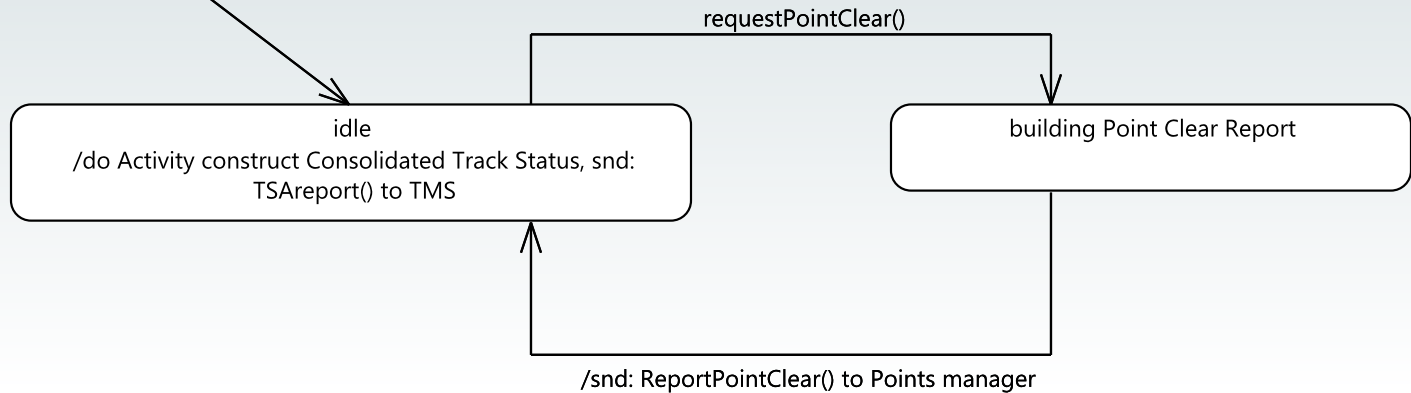 requestPointClear()
idle
/do Activity construct Consolidated Track Status, snd:
TSAreport() to TMS
building Point Clear Report
/snd: ReportPointClear() to Points manager